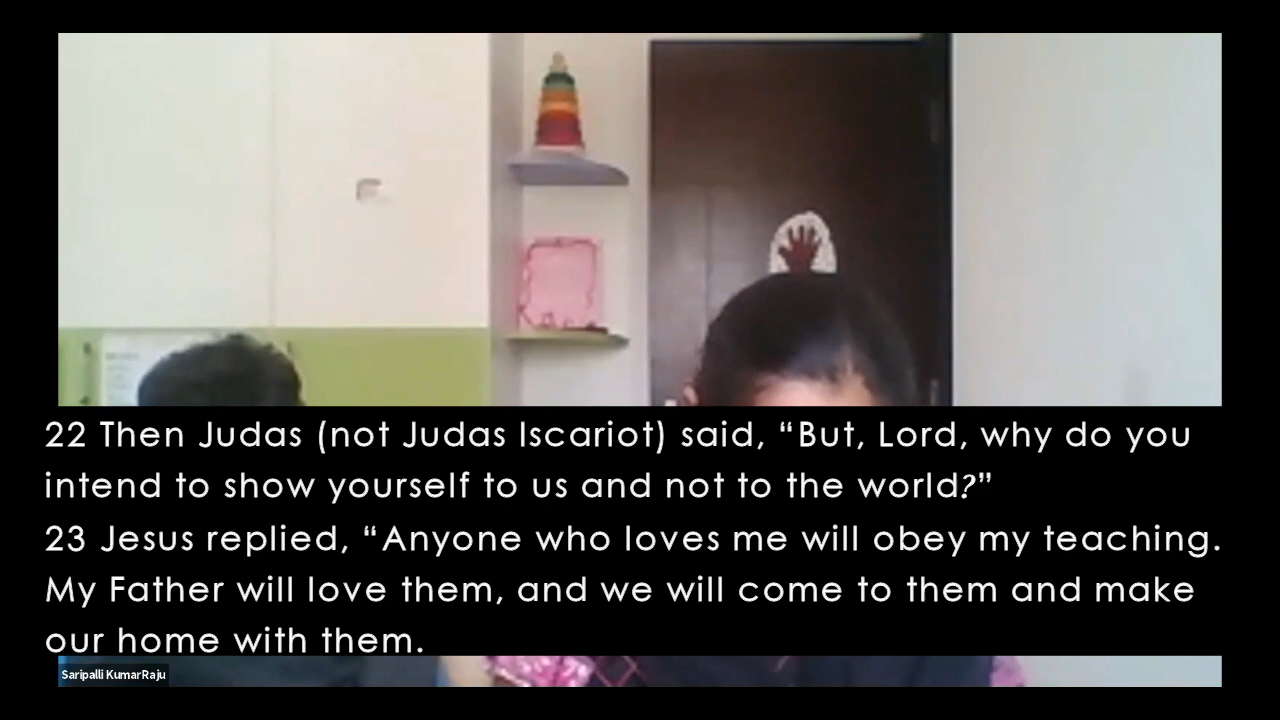 22 Then Judas (not Judas Iscariot) said, “But, Lord, why do you
intend to show yourself to us and not to the world?”
23 Jesus replied, “Anyone who loves me will obey my teaching.
My Father will love them, and we will come to them and make
our home with them.
Saripalli KumarRaju